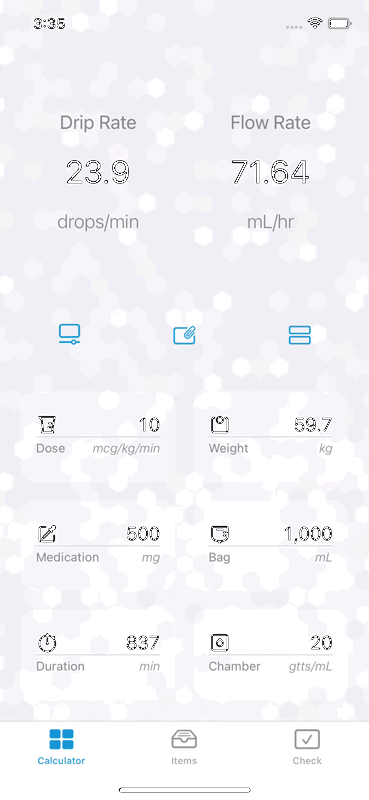 3:35
Drip Rate
Flow Rate
23.9
71.64
drops/min
mL/hr
10
59.7
Dose
mcg/kg/min
Weight
kg
500
1,000
Medication
mg
Bag
mL
837
20
Duration
min
Chamber
gtts/mL
Calculator
Items
Check